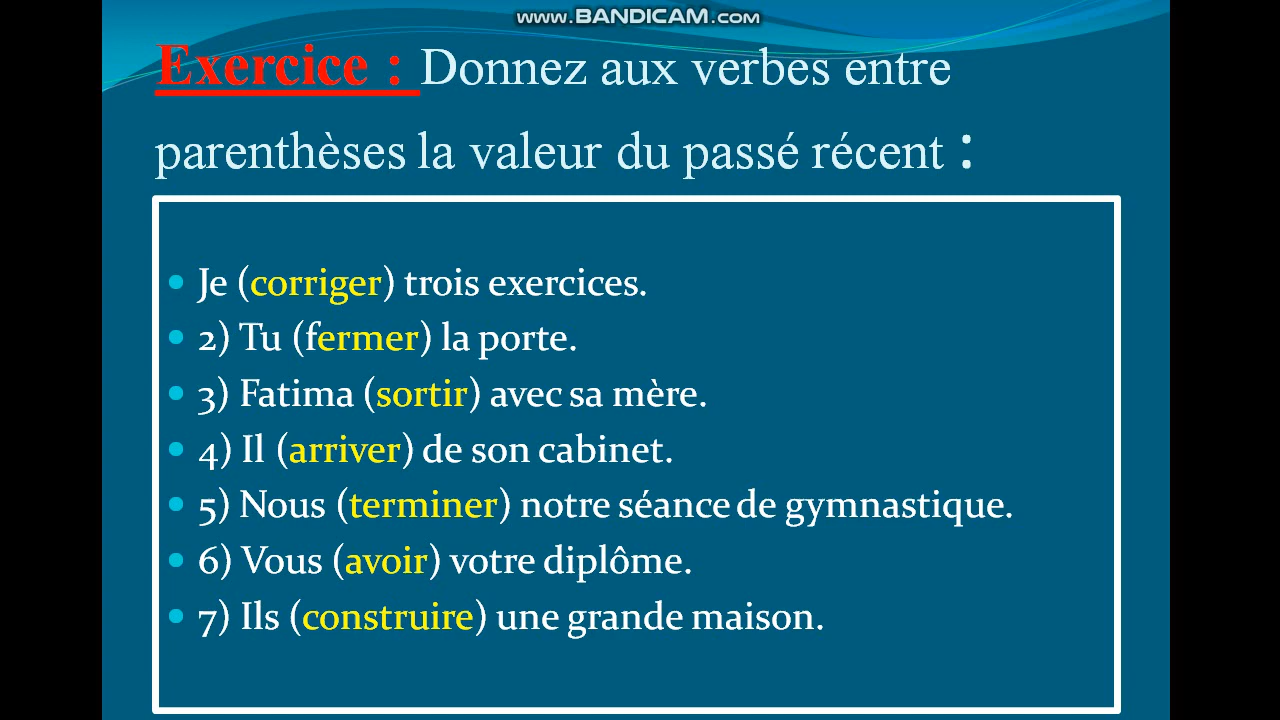 www.BANDICAM.com
Exercice : Donnez aux verbes entre
parenthèses la valeur du passé récent :
Je (corriger) trois exercices.
2) Tu (fermer) la porte.
3) Fatima (sortir) avec sa mère.
4) Il (arriver) de son cabinet.
5) Nous (terminer) notre séance de gymnastique.
6) Vous (avoir) votre diplôme.
7) Ils (construire) une grande maison.